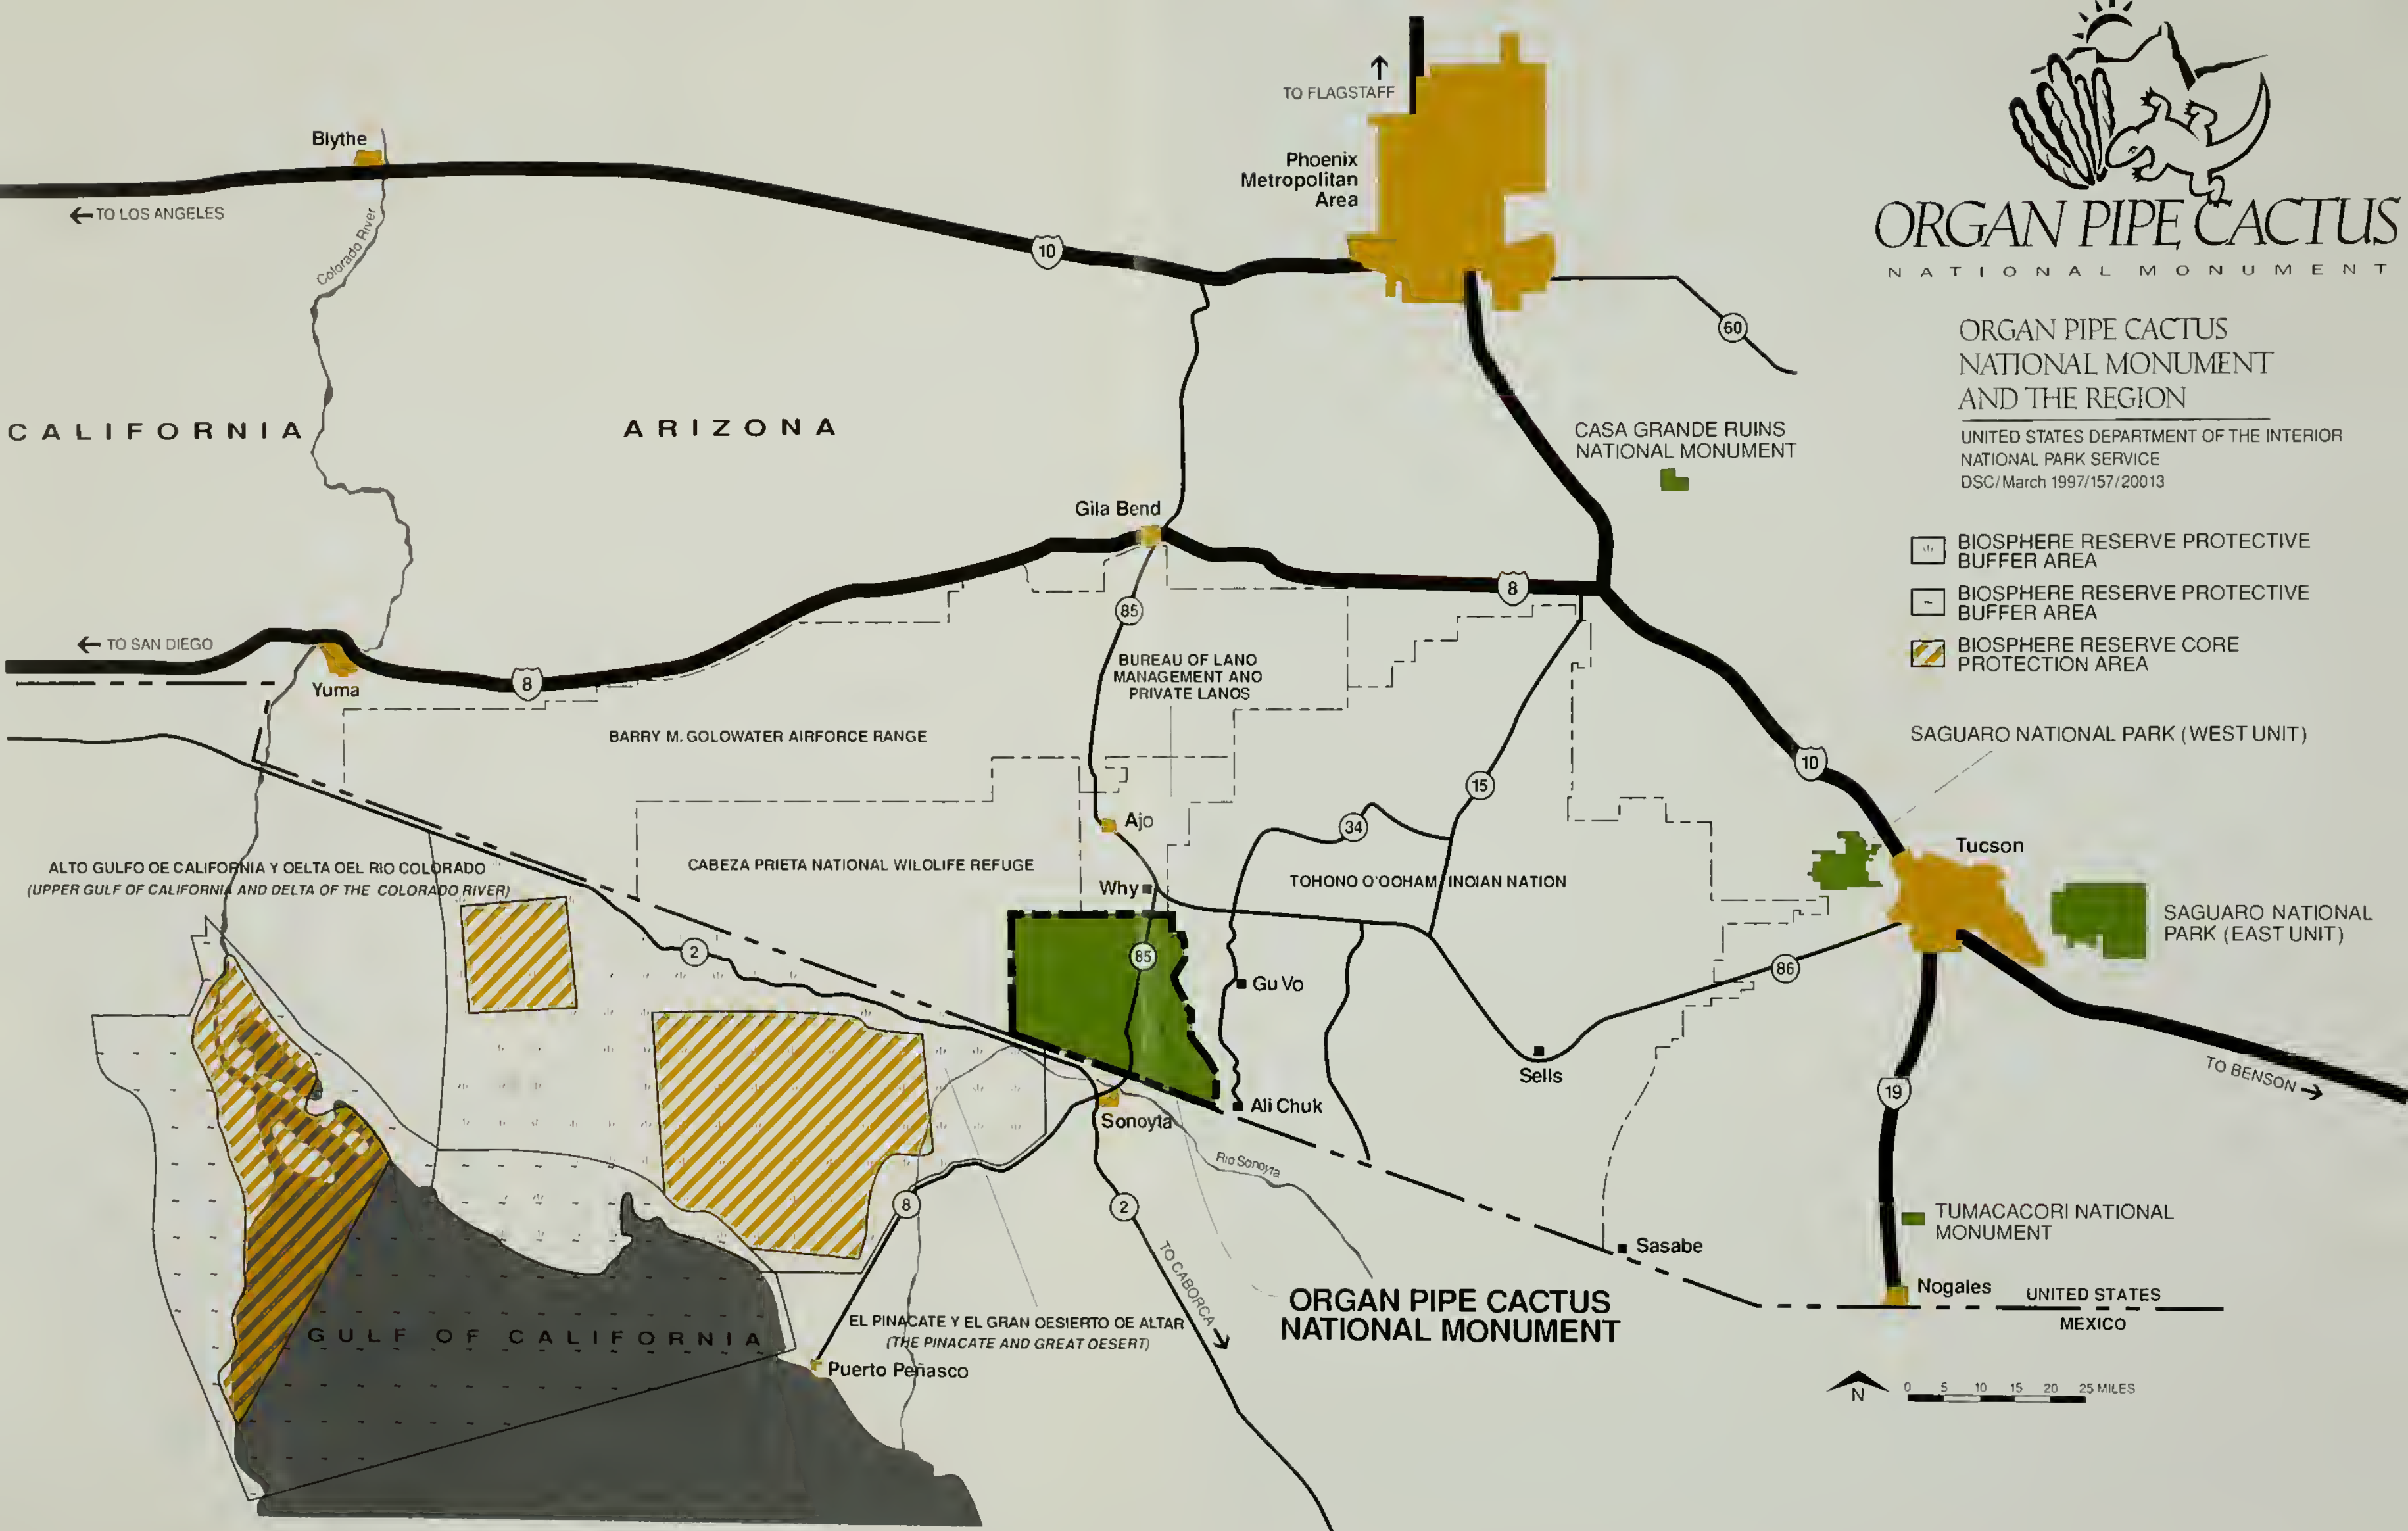 TO FLAGSTAFF
Blythe
Phoenix
Metropolitan
Area
TO LOS ANGELES
Colorado River
10
60
CALIFORNIA
ARIZONA
CASA GRANDE RUINS
NATIONAL MONUMENT
Gila Bend
8
85
TO SAN DIEGO
Yuma
8
BUREAU OF LANO
MANAGEMENT ANO
PRIVATE LANOS
BARRY M. GOLOWATER AIRFORCE RANGE
15
10
34
Ajo
Tucson
ALTO GULFO OE CALIFORNIA Y OELTA OEL RIO COLORADO
(UPPER GULF OF CALIFORNIA AND DELTA OF THE COLORADO RIVER)
CABEZA PRIETA NATIONAL WILOLIFE REFUGE
Why
TOHONO O'OOHAM INOIAN NATION
SAGUARO NATIONAL
PARK (EAST UNIT)
2
85
Gu Vo
86
Sells
TO BENSON
19
Ali Chuk
Sonoyta
Rio Sonoyta
8
2
TO CABORCA
TUMACACORI NATIONAL
MONUMENT
Sasabe
Nogales
UNITED STATES
MEXICO
ORGAN PIPE CACTUS
NATIONAL MONUMENT
GULF OF CALIFORNIA
EL PINACATE Y EL GRAN OESIERTO OE ALTAR
(THE PINACATE AND GREAT OESERT)
Puerto Peñasco
N
0 5 10 15 20 25 MILES
ORGAN PIPE CACTUS
NATIONAL MONUMENT
ORGAN PIPE CACTUS
NATIONAL MONUMENT
AND THE REGION
UNITED STATES DEPARTMENT OF THE INTERIOR
NATIONAL PARK SERVICE
DSC/March 1997/157/20013
BIOSPHERE RESERVE PROTECTIVE
BUFFER AREA
BIOSPHERE RESERVE PROTECTIVE
BUFFER AREA
BIOSPHERE RESERVE CORE
PROTECTION AREA
SAGUARO NATIONAL PARK (WEST UNIT)